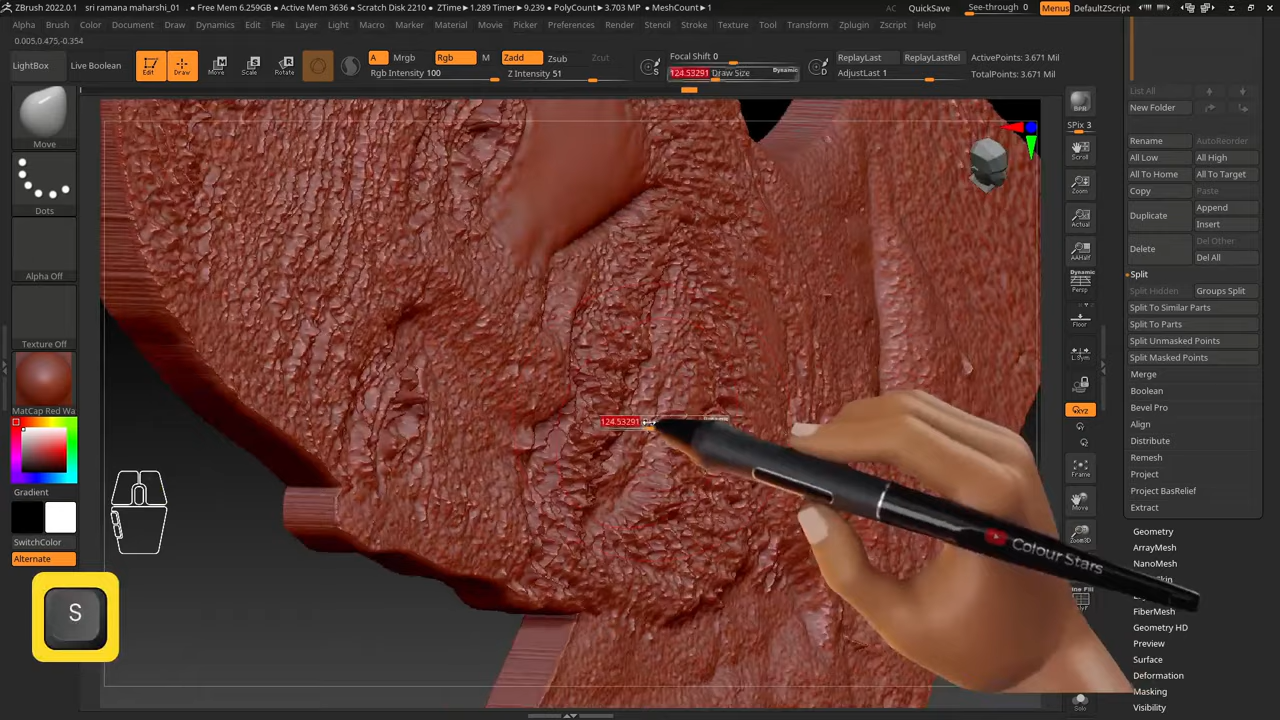 ZBrush 2022.0.1
sri ramana maharshi_01
• Free Mem 6.259GB • Active Mem 3636 • Scratch Disk 2210 • ZTime▸1.289 Timer▸9.239 • PolyCount▸3.703 MP • MeshCount▸1
AC QuickSave See-through 0 Menus DefaultZScript
Alpha Brush Color Document Draw Dynamics Edit File Layer Light Macro Marker Material Movie Picker Preferences Render Stencil Stroke Texture Tool Transform Zplugin Zscript Help
0.005,0.475,-0.354
LightBox Live Boolean Edit Draw Move Scale Rotate
A Mrgb Rgb M Zadd Zsub Zcut
Rgb Intensity 100 Z Intensity 51
Focal Shift 0
124.53291 Draw Size Dynamic
ReplayLast ReplayLastRel
AdjustLast 1
ActivePoints: 3.671 Mil
TotalPoints: 3.671 Mil
Move
Dots
Alpha Off
Texture Off
MatCap Red Wa
Gradient
SwitchColor
Alternate
S
124.53291
Colour Stars
BPR
SPix 3
Scroll
Zoom
Actual
AAHalf
Dynamic
Persp
Floor
L.Sym
Qxyz
Frame
Move
Zoom3D
Solo
List All
New Folder
Rename AutoReorder
All Low All High
All To Home All To Target
Copy Paste
Duplicate Append
Insert
Delete Del Other
Del All
Split
Split Hidden Groups Split
Split To Similar Parts
Split To Parts
Split Unmasked Points
Split Masked Points
Merge
Boolean
Bevel Pro
Align
Distribute
Remesh
Project
Project BasRelief
Extract
Geometry
ArrayMesh
NanoMesh
FiberMesh
Geometry HD
Preview
Surface
Deformation
Masking
Visibility